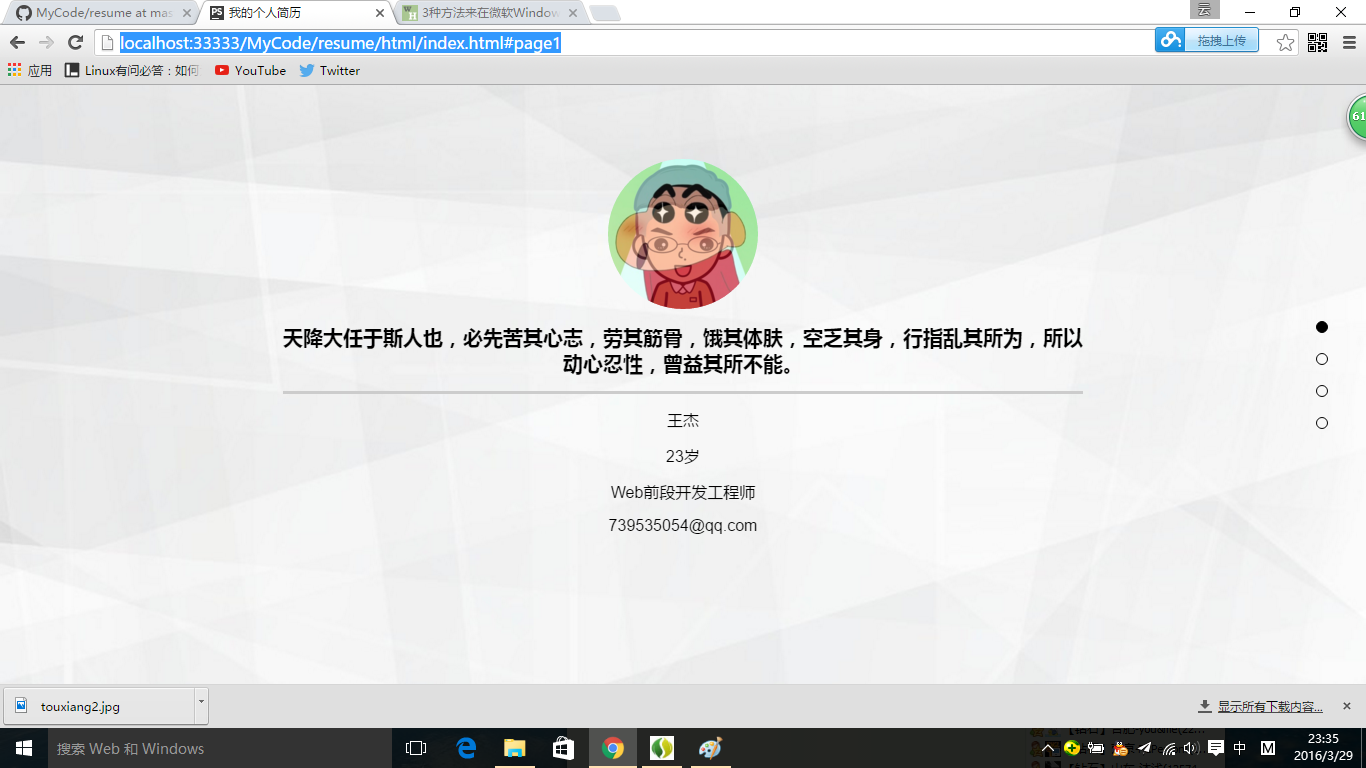 MyCode/resume at mas
我的个人简历
3种方法来在微软Window
云
localhost:33333/MyCode/resume/html/index.html#page1
拖拽上传
应用
Linux有问必答：如何
YouTube
Twitter
61
天降大任于斯人也，必先苦其心志，劳其筋骨，饿其体肤，空乏其身，行指乱其所为，所以
动心忍性，曾益其所不能。
王杰
23岁
Web前段开发工程师
739535054@qq.com
touxiang2.jpg
显示所有下载内容...
搜索 Web 和 Windows
中
M
23:35
2016/3/29